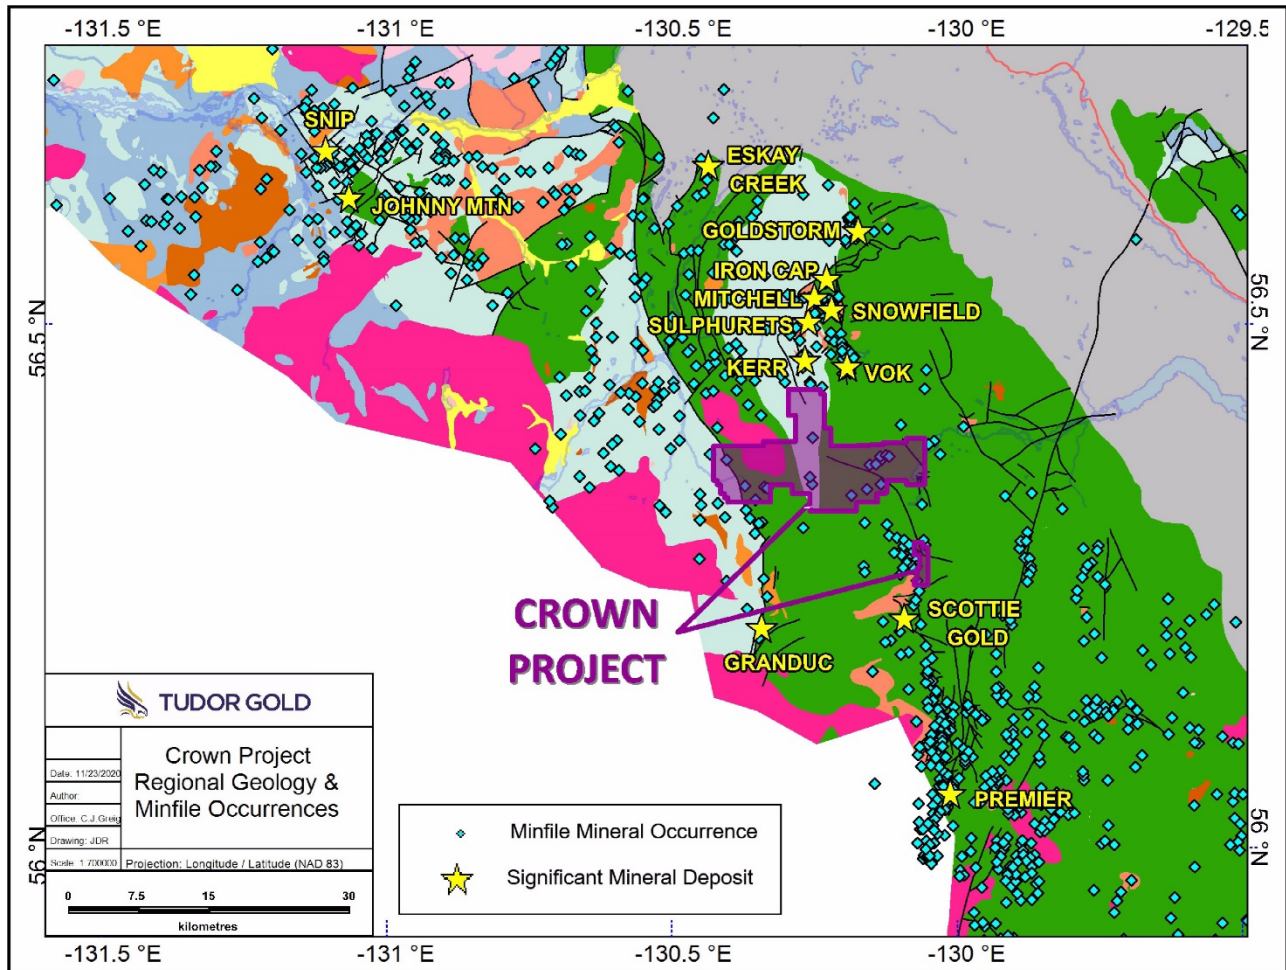 -131.5 °E
-131 °E
-130.5 °E
-130 °E
-129.5
SNIP
ESKAY
CREEK
JOHNNY MTN
GOLDSTORM
IRON CAP
MITCHELL
SNOWFIELD
SULPHURETS
56.5 °N
56.5 °N
KERR
VOK
CROWN
PROJECT
SCOTTIE
GOLD
GRANDUC
PREMIER
56 °N
56 °N
TUDOR GOLD
Crown Project
Regional Geology &
Minfile Occurrences
Date: 11/23/2020
Author:
Office: C.J.Greig
Drawing: JDR
Scale: 1:700000
Projection: Longitude / Latitude (NAD 83)
0 7.5 15 30
kilometres
Minfile Mineral Occurrence
Significant Mineral Deposit
-131.5 °E
-131 °E
-130.5 °E
-130 °E
-129.5 °E